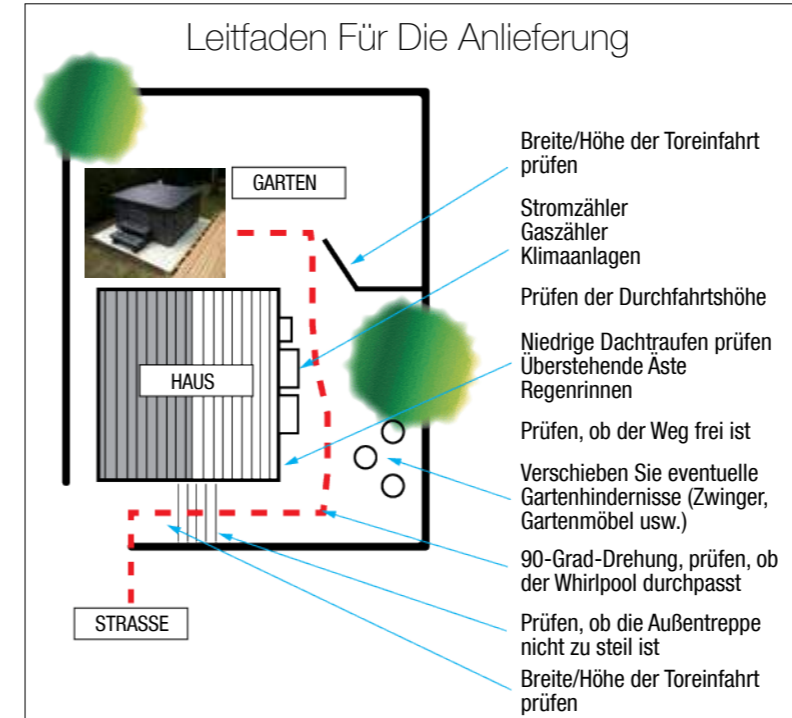 Leitfaden Für Die Anlieferung
GARTEN
HAUS
STRASSE
Breite/Höhe der Toreinfahrt
prüfen
Stromzähler
Gaszähler
Klimaanlagen
Prüfen der Durchfahrtshöhe
Niedrige Dachtraufen prüfen
Überstehende Äste
Regenrinnen
Prüfen, ob der Weg frei ist
Verschieben Sie eventuelle
Gartenhindernisse (Zwinger,
Gartenmöbel usw.)
90-Grad-Drehung, prüfen, ob
der Whirlpool durchpasst
Prüfen, ob die Außentreppe
nicht zu steil ist
Breite/Höhe der Toreinfahrt
prüfen